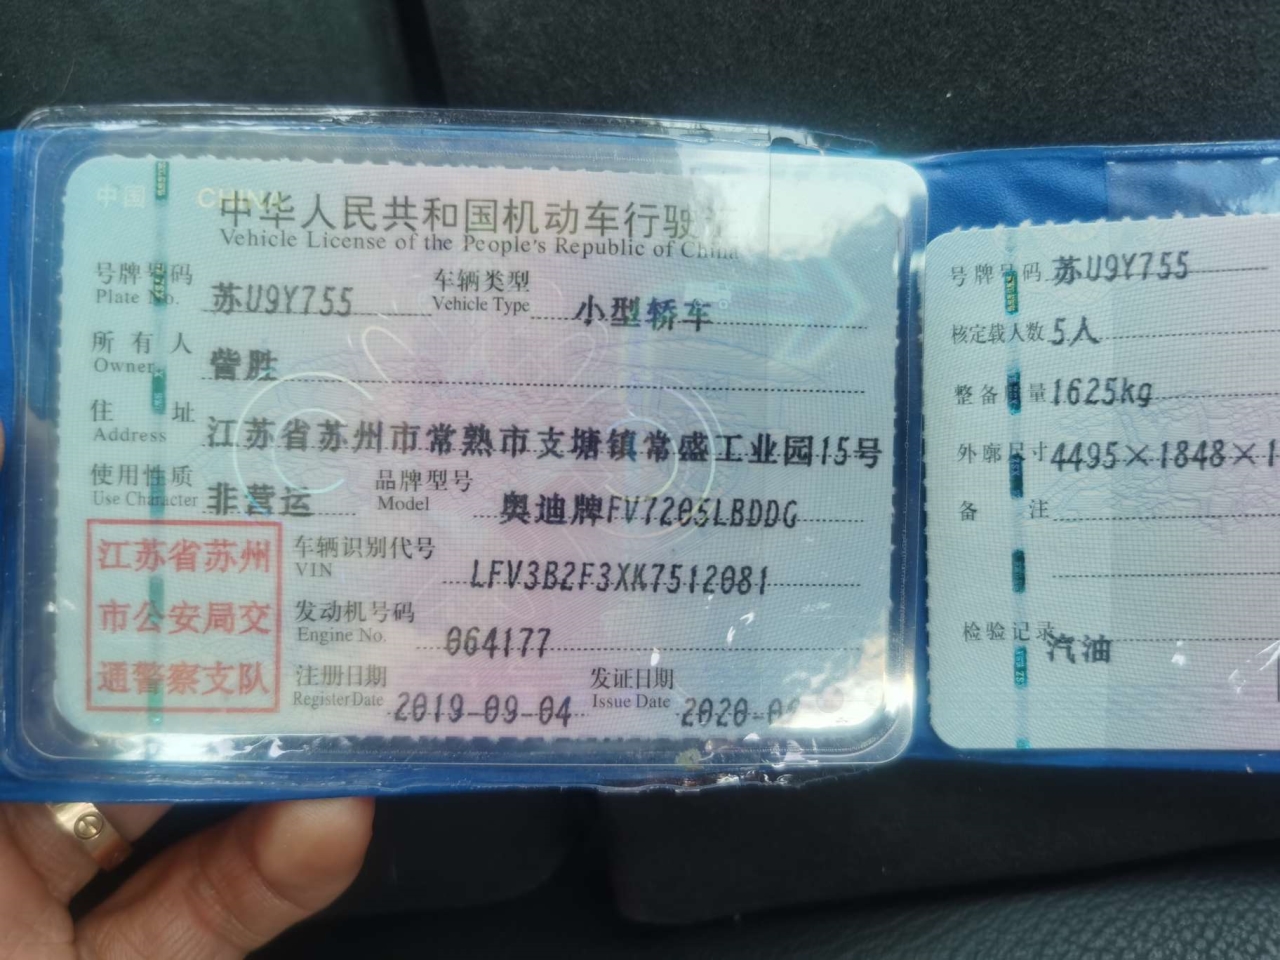 中国 CHINA
中华人民共和国机动车行驶证
Vehicle License of the People's Republic of China
号牌号码 苏U9Y755 车辆类型 小型轿车
Plate No. Vehicle Type
所有人 訾胜
Owner
住址 江苏省苏州市常熟市支塘镇常盛工业园15号
Address
使用性质 非营运 品牌型号 奥迪牌FV7205LBDDG
Use Character Model
江苏省苏州
市公安局交
通警察支队
车辆识别代号 LFV3B2F3XK7512081
VIN
发动机号码 064177
Engine No.
注册日期 2019-09-04 发证日期 2020-0
Register Date Issue Date
号牌号码 苏U9Y755
核定载人数 5人
整备质量 1625kg
外廓尺寸 4495×1848×1
备注
检验记录
汽油